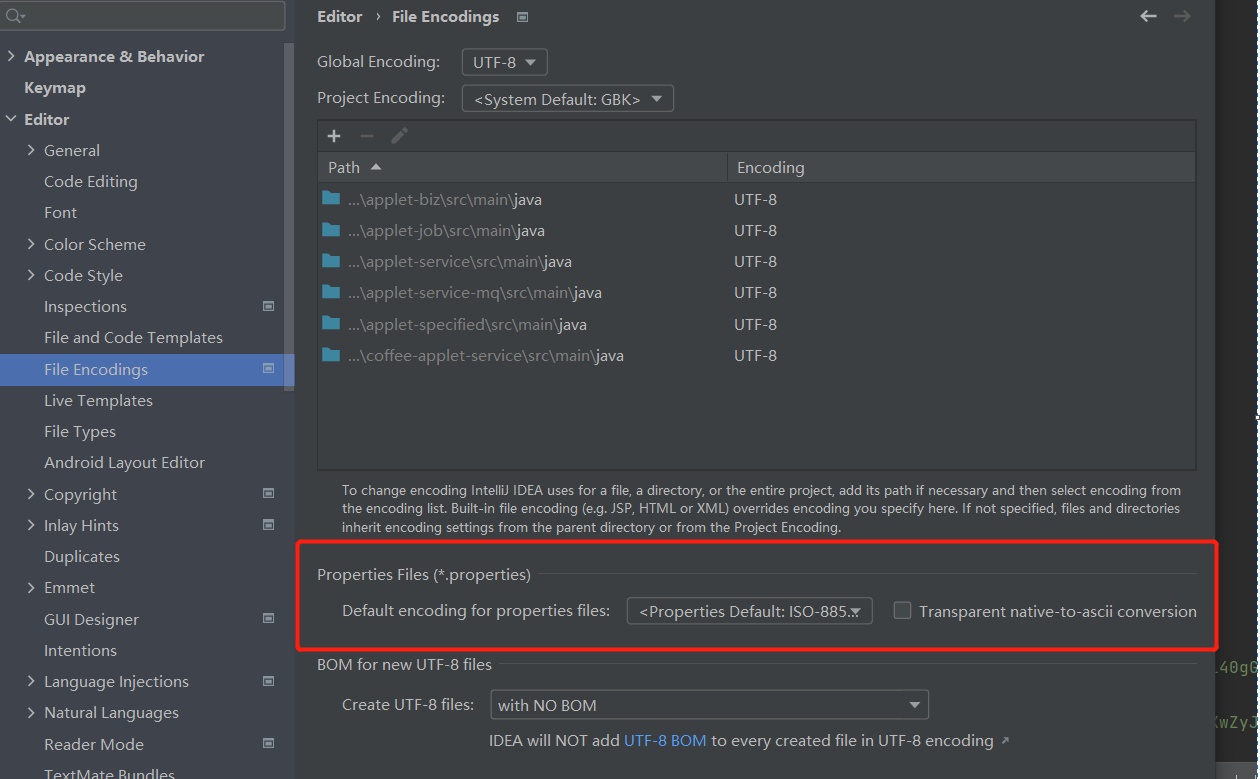 Appearance & Behavior
Keymap
Editor
General
Code Editing
Font
Color Scheme
Code Style
Inspections
File and Code Templates
File Encodings
Live Templates
File Types
Android Layout Editor
Copyright
Inlay Hints
Duplicates
Emmet
GUI Designer
Intentions
Language Injections
Natural Languages
Reader Mode
TextMate Bundles
Editor › File Encodings
Global Encoding: UTF-8
Project Encoding: <System Default: GBK>
Path Encoding
...\applet-biz\src\main\java UTF-8
...\applet-job\src\main\java UTF-8
...\applet-service\src\main\java UTF-8
...\applet-service-mq\src\main\java UTF-8
...\applet-specified\src\main\java UTF-8
...\coffee-applet-service\src\main\java UTF-8
To change encoding IntelliJ IDEA uses for a file, a directory, or the entire project, add its path if necessary and then select encoding from
the encoding list. Built-in file encoding (e.g. JSP, HTML or XML) overrides encoding you specify here. If not specified, files and directories
inherit encoding settings from the parent directory or from the Project Encoding.
Properties Files (*.properties)
Default encoding for properties files: <Properties Default: ISO-885... Transparent native-to-ascii conversion
BOM for new UTF-8 files
Create UTF-8 files: with NO BOM
IDEA will NOT add UTF-8 BOM to every created file in UTF-8 encoding ↗